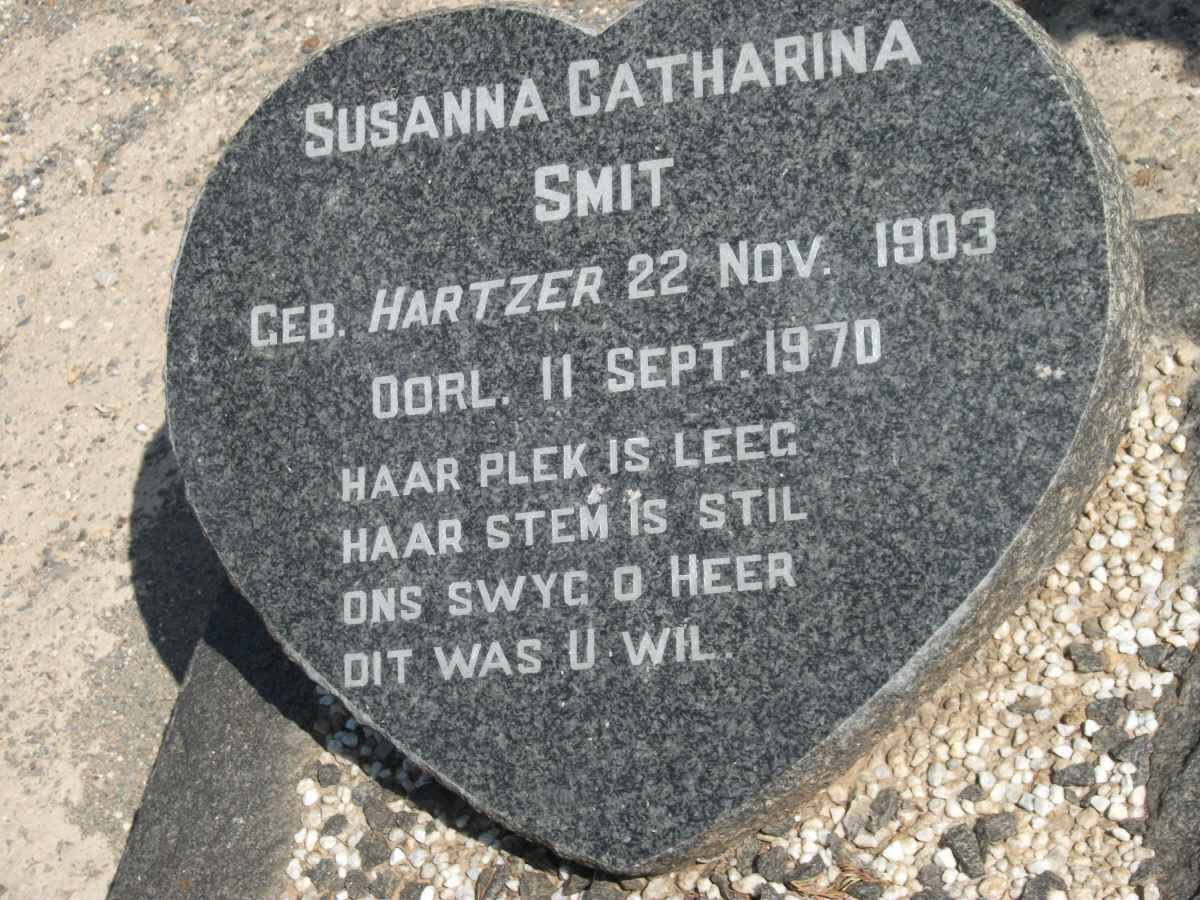 SUSANNA CATHARINA
SMIT
GEB. HARTZER 22 NOV. 1903
OORL. 11 SEPT. 1970
HAAR PLEK IS LEEG
HAAR STEM IS STIL
ONS SWYG O HEER
DIT WAS U WIL.